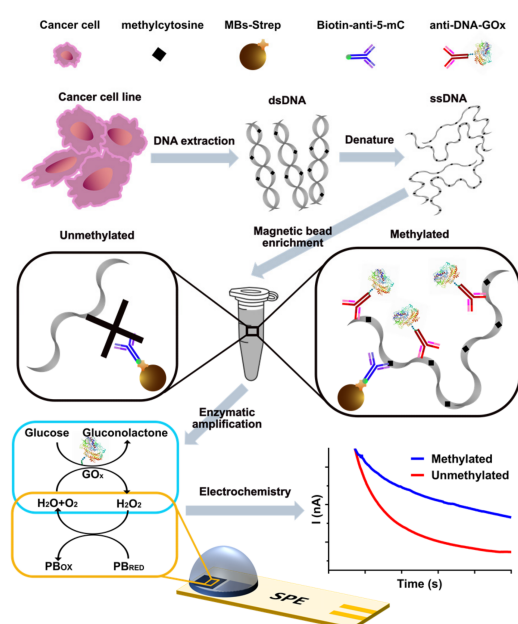 Cancer cell methylcytosine MBs-Strep Biotin-anti-5-mC anti-DNA-GOx
Cancer cell line
DNA extraction
dsDNA
Denature
ssDNA
Magnetic bead
enrichment
Unmethylated
Methylated
Enzymatic
amplification
Glucose Gluconolactone
GOx
H2O+O2 H2O2
PBOX PBRED
Electrochemistry
SPE
I (nA)
Methylated
Unmethylated
Time (s)